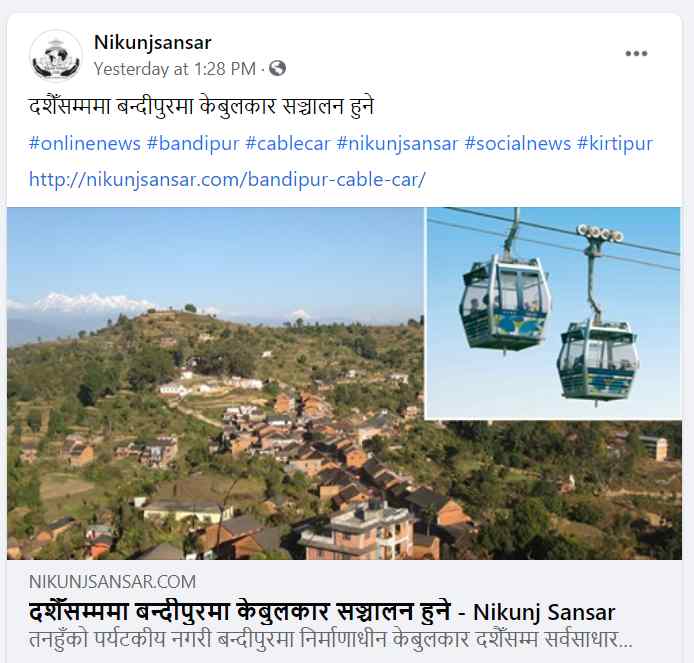 Nikunjsansar
Yesterday at 1:28 PM ·
दशैँसम्ममा बन्दीपुरमा केबुलकार सञ्चालन हुने
#onlinenews #bandipur #cablecar #nikunjsansar #socialnews #kirtipur
http://nikunjsansar.com/bandipur-cable-car/
NIKUNJSANSAR.COM
दशैँसम्ममा बन्दीपुरमा केबुलकार सञ्चालन हुने - Nikunj Sansar
तनहुँको पर्यटकीय नगरी बन्दीपुरमा निर्माणाधीन केबुलकार दशैँसम्म सर्वसाधार...